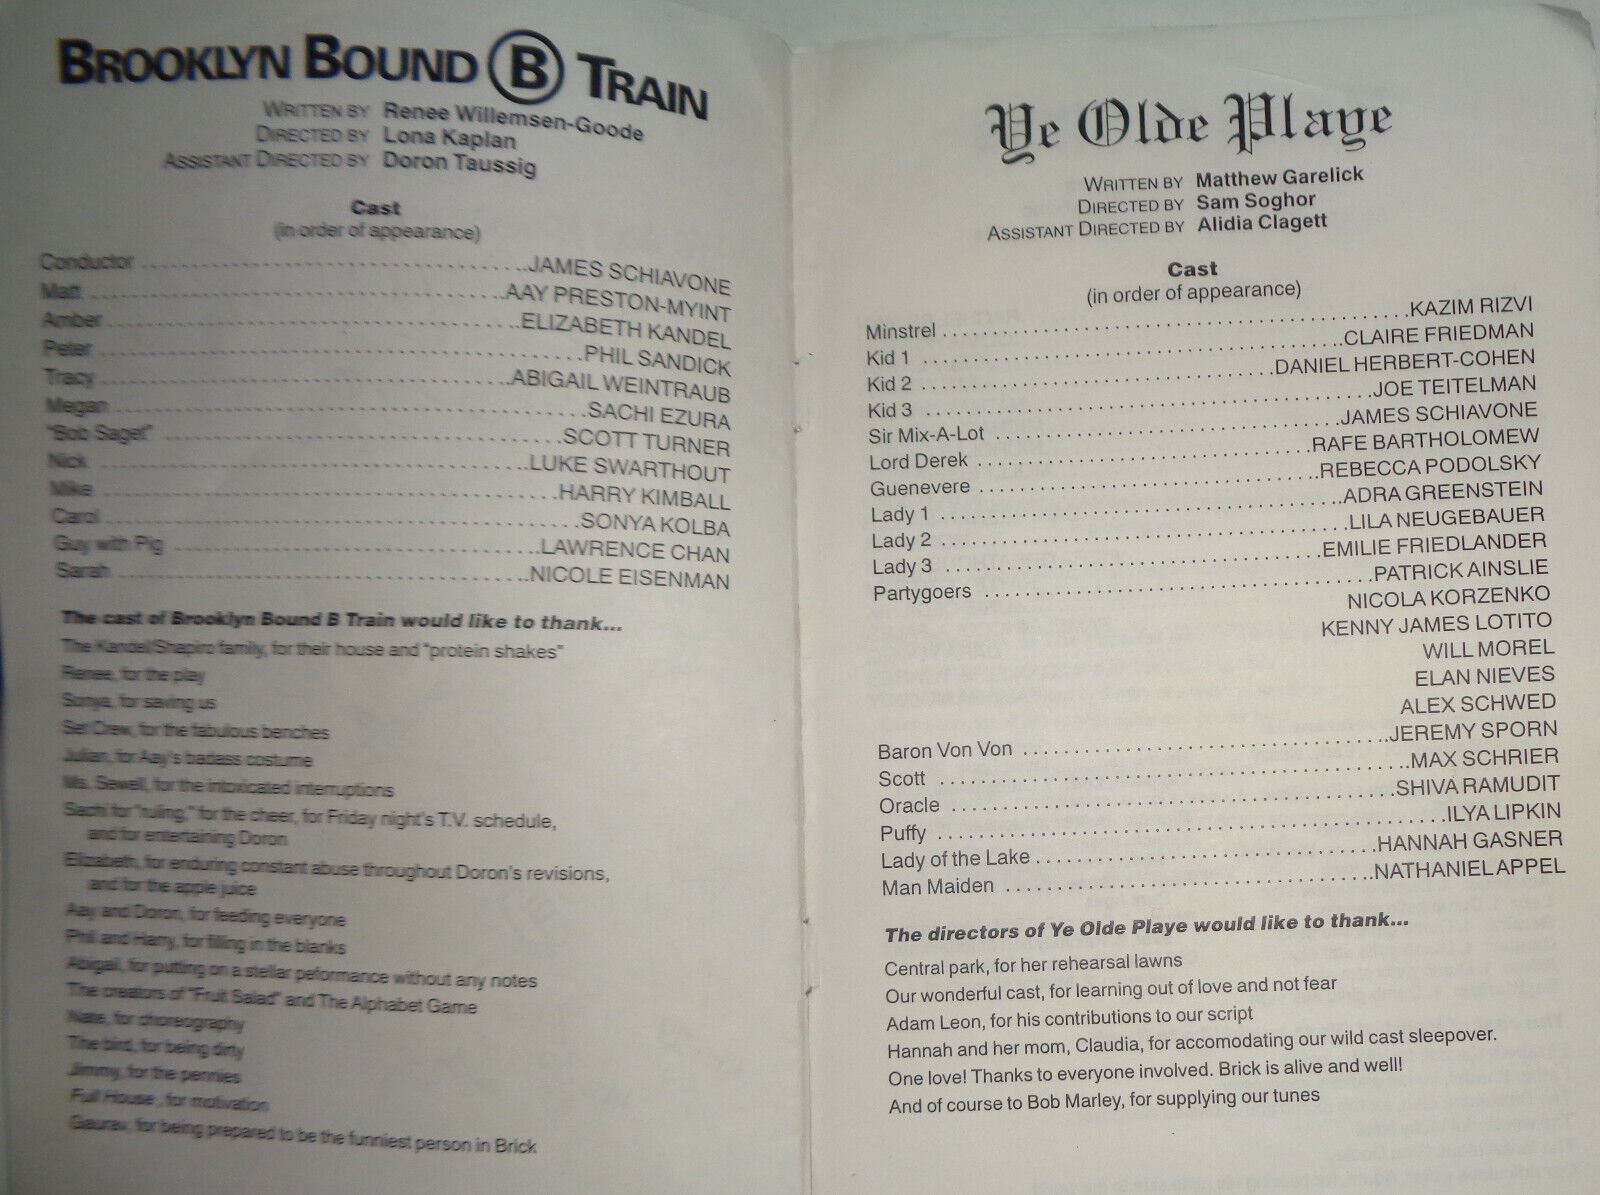 BROOKLYN BOUND B TRAIN
WRITTEN BY Renee Willemsen-Goode
DIRECTED BY Lona Kaplan
ASSISTANT DIRECTED BY Doron Taussig
Cast
(in order of appearance)
Conductor ........ JAMES SCHIAVONE
Matt ........ AAY PRESTON-MYINT
Amber ........ ELIZABETH KANDEL
Peter ........ PHIL SANDICK
Tracy ........ ABIGAIL WEINTRAUB
Megan ........ SACHI EZURA
"Bob Saget" ........ SCOTT TURNER
Nick ........ LUKE SWARTHOUT
Mike ........ HARRY KIMBALL
Carol ........ SONYA KOLBA
Guy with Pig ........ LAWRENCE CHAN
Sarah ........ NICOLE EISENMAN
The cast of Brooklyn Bound B Train would like to thank...
The Kandel/Shapiro family, for their house and "protein shakes"
Renee, for the play
Sonya, for saving us
Set Crew, for the fabulous benches
Julian, for Aay's badass costume
Ms. Sewell, for the intoxicated interruptions
Sachi for "ruling," for the cheer, for Friday night's T.V. schedule,
and for entertaining Doron
Elizabeth, for enduring constant abuse throughout Doron's revisions,
and for the apple juice
Aay and Doron, for feeding everyone
Phil and Harry, for filling in the blanks
Abigail, for putting on a stellar peformance without any notes
The creators of "Fruit Salad" and The Alphabet Game
Nate, for choreography
The bird, for being dirty
Jimmy, for the pennies
Full House, for motivation
Gaurav, for being prepared to be the funniest person in Brick
Ye Olde Playe
WRITTEN BY Matthew Garelick
DIRECTED BY Sam Soghor
ASSISTANT DIRECTED BY Alidia Clagett
Cast
(in order of appearance)
Minstrel ........ KAZIM RIZVI
Kid 1 ........ CLAIRE FRIEDMAN
Kid 2 ........ DANIEL HERBERT-COHEN
Kid 3 ........ JOE TEITELMAN
Sir Mix-A-Lot ........ JAMES SCHIAVONE
Lord Derek ........ RAFE BARTHOLOMEW
Guenevere ........ REBECCA PODOLSKY
Lady 1 ........ ADRA GREENSTEIN
Lady 2 ........ LILA NEUGEBAUER
Lady 3 ........ EMILIE FRIEDLANDER
Partygoers ........ PATRICK AINSLIE
NICOLA KORZENKO
KENNY JAMES LOTITO
WILL MOREL
ELAN NIEVES
ALEX SCHWED
Baron Von Von ........ JEREMY SPORN
Scott ........ MAX SCHRIER
Oracle ........ SHIVA RAMUDIT
Puffy ........ ILYA LIPKIN
Lady of the Lake ........ HANNAH GASNER
Man Maiden ........ NATHANIEL APPEL
The directors of Ye Olde Playe would like to thank...
Central park, for her rehearsal lawns
Our wonderful cast, for learning out of love and not fear
Adam Leon, for his contributions to our script
Hannah and her mom, Claudia, for accomodating our wild cast sleepover.
One love! Thanks to everyone involved. Brick is alive and well!
And of course to Bob Marley, for supplying our tunes